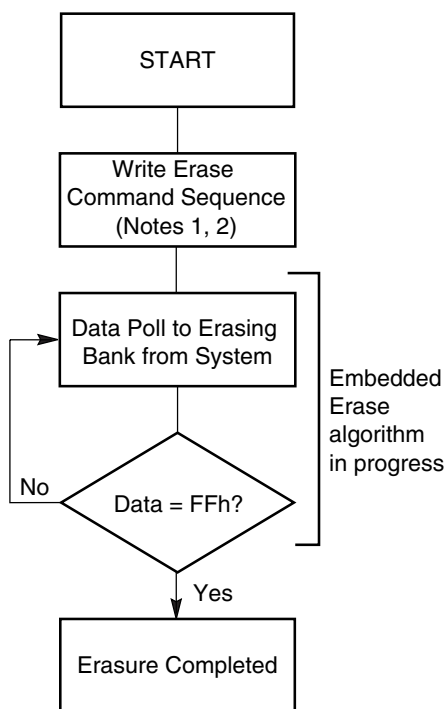 START
Write Erase
Command Sequence
(Notes 1, 2)
Data Poll to Erasing
Bank from System
Embedded
Erase
algorithm
in progress
No
Data = FFh?
Yes
Erasure Completed